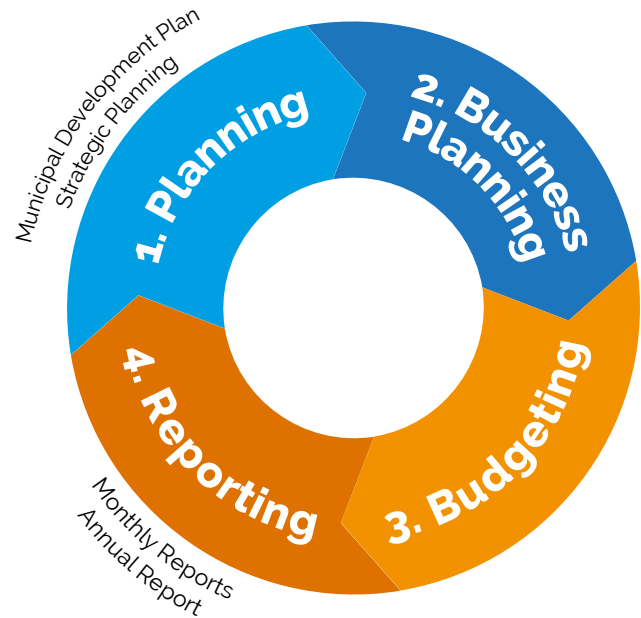 Municipal Development Plan
Strategic Planning
1. Planning
2. Business
Planning
3. Budgeting
4. Reporting
Monthly Reports
Annual Report